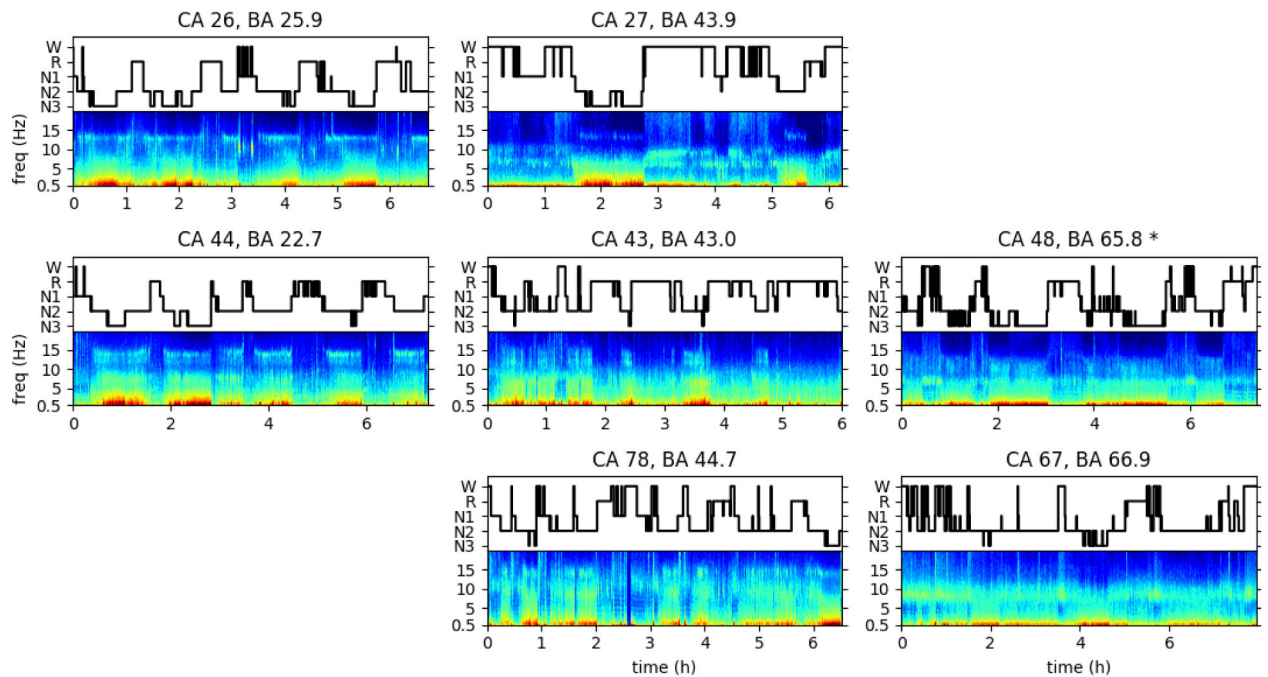 CA 26, BA 25.9
W
R
N1
N2
N3
freq (Hz)
15
10
5
0.5
0 1 2 3 4 5 6
CA 27, BA 43.9
W
R
N1
N2
N3
15
10
5
0.5
0 1 2 3 4 5 6
CA 44, BA 22.7
W
R
N1
N2
N3
freq (Hz)
15
10
5
0.5
0 2 4 6
CA 43, BA 43.0
W
R
N1
N2
N3
15
10
5
0.5
0 1 2 3 4 5 6
CA 48, BA 65.8 *
W
R
N1
N2
N3
15
10
5
0.5
0 2 4 6
CA 78, BA 44.7
W
R
N1
N2
N3
15
10
5
0.5
0 1 2 3 4 5 6
time (h)
CA 67, BA 66.9
W
R
N1
N2
N3
15
10
5
0.5
0 2 4 6
time (h)